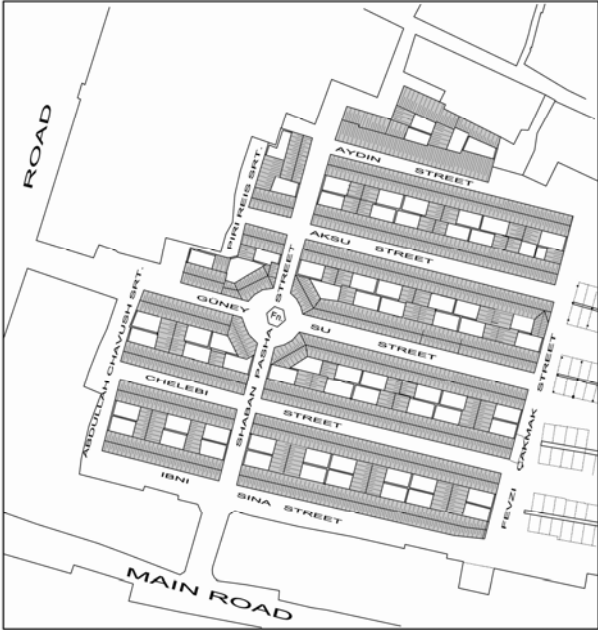 ROAD
AYDIN STREET
PIRI REIS SRT.
AKSU STREET
GÜNEY SU STREET
Fn.
SHABAN PASHA STREET
ABDULLAH CHAVUSH SRT.
CHELEBI STREET
FEVZI ÇAKMAK STREET
IBNI SINA STREET
MAIN ROAD